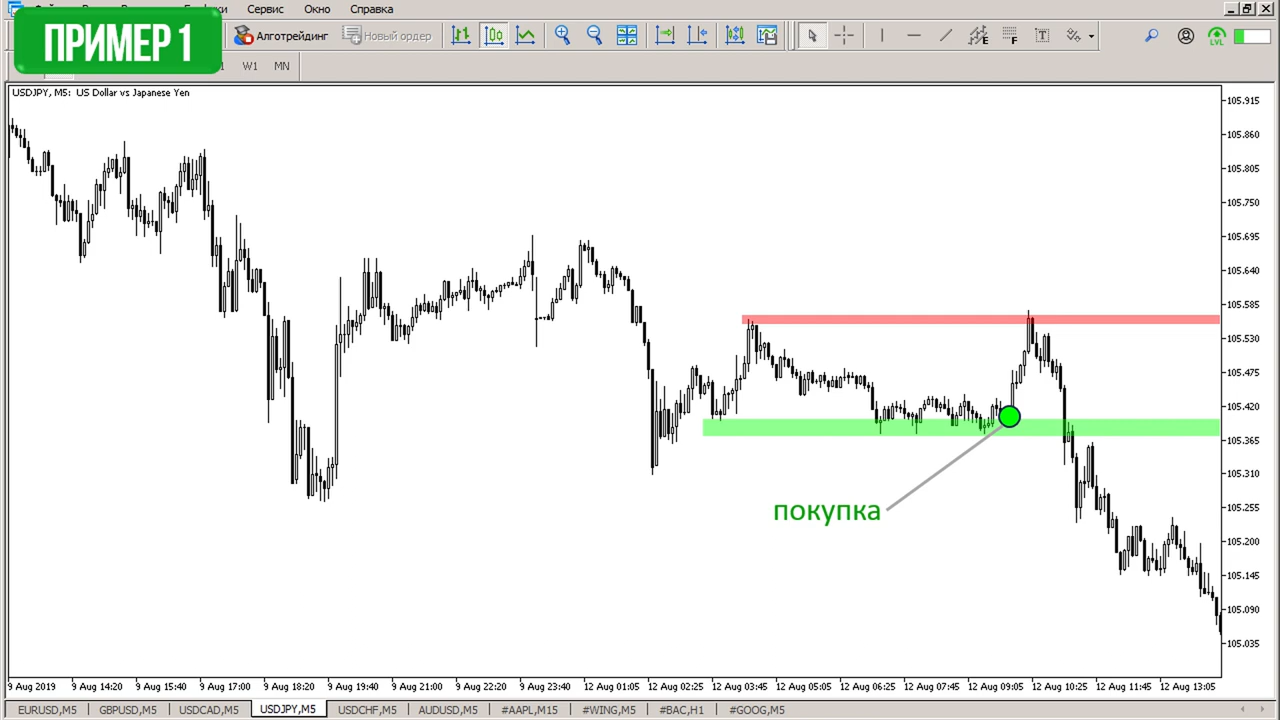 Сервис Окно Справка
ПРИМЕР 1
Алготрейдинг Новый ордер
E F T LVL
W1 MN
USDJPY, M5: US Dollar vs Japanese Yen
105.915
105.860
105.805
105.750
105.695
105.640
105.585
105.530
105.475
105.420
105.365
105.310
105.255
105.200
105.145
105.090
105.035
покупка
9 Aug 2019 9 Aug 14:20 9 Aug 15:40 9 Aug 17:00 9 Aug 18:20 9 Aug 19:40 9 Aug 21:00 9 Aug 22:20 9 Aug 23:40 12 Aug 01:05 12 Aug 02:25 12 Aug 03:45 12 Aug 05:05 12 Aug 06:25 12 Aug 07:45 12 Aug 09:05 12 Aug 10:25 12 Aug 11:45 12 Aug 13:05
EURUSD,M5 GBPUSD,M5 USDCAD,M5 USDJPY,M5 USDCHF,M5 AUDUSD,M5 #AAPL,M15 #WING,M5 #BAC,H1 #GOOG,M5